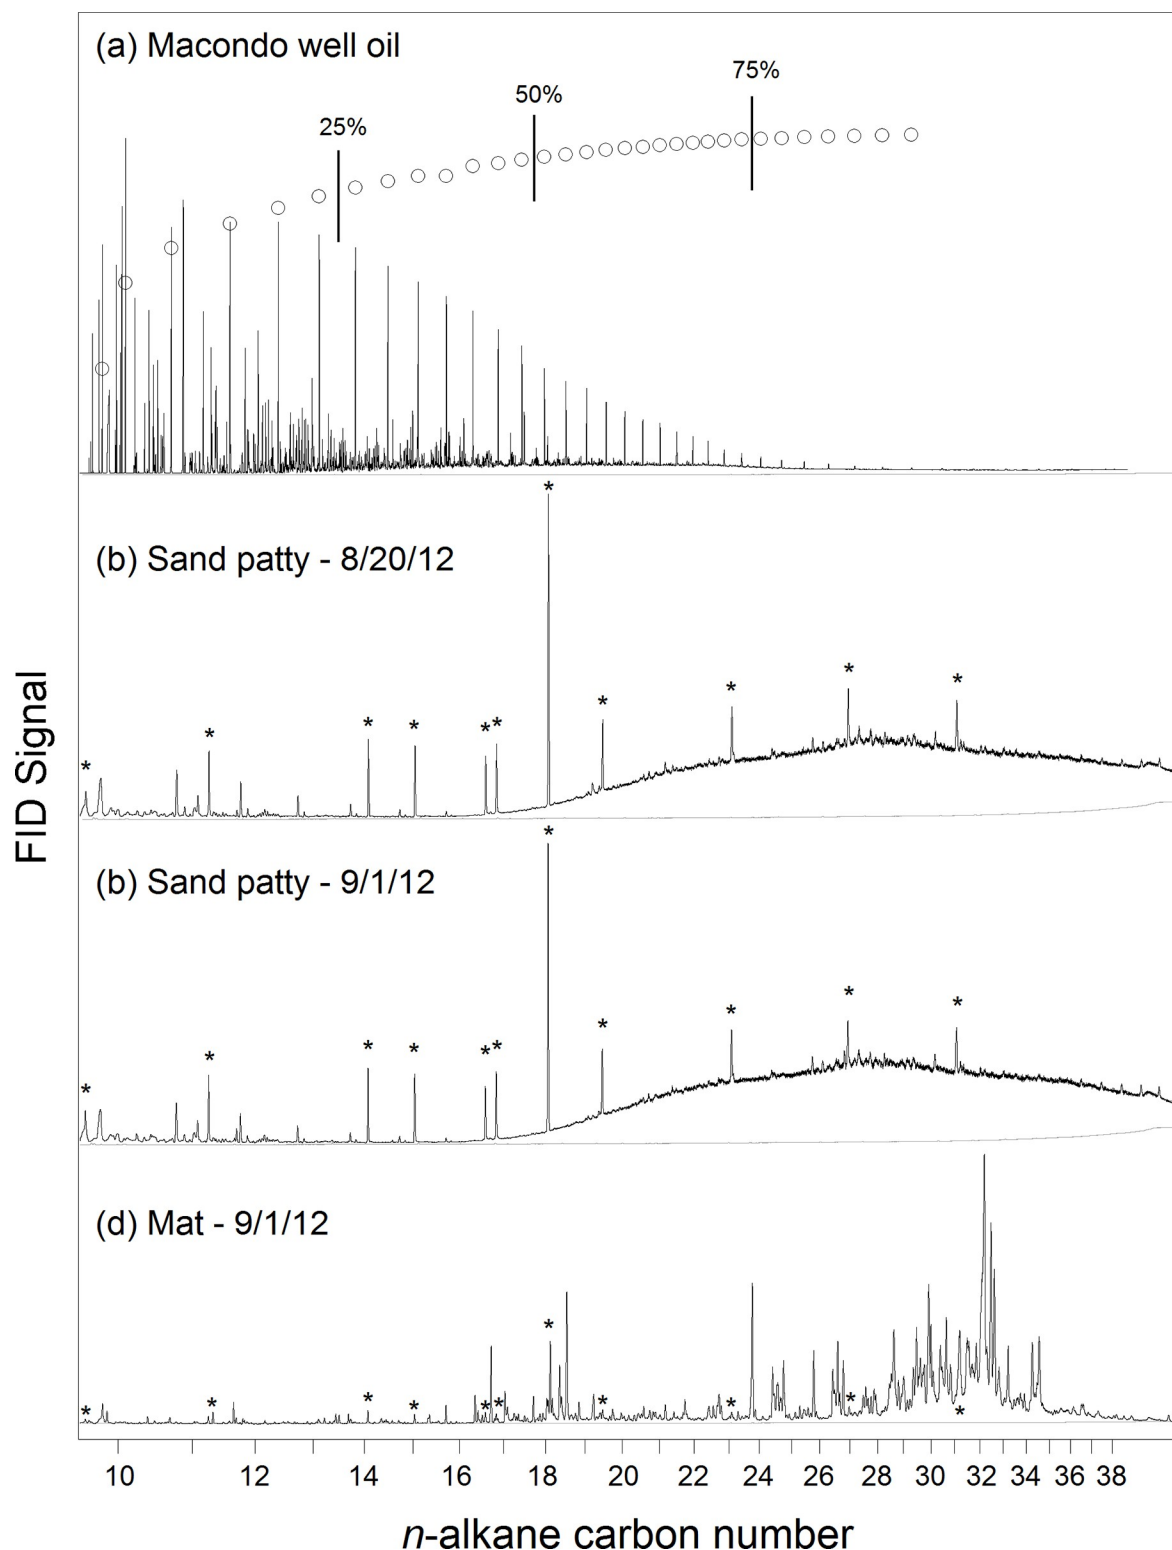 (a) Macondo well oil
25%
50%
75%
*
(b) Sand patty - 8/20/12
* * * * * * * * * *
*
(b) Sand patty - 9/1/12
* * * * * * * * * *
(d) Mat - 9/1/12
* * * * * * * * * * *
FID Signal
10 12 14 16 18 20 22 24 26 28 30 32 34 36 38
n-alkane carbon number